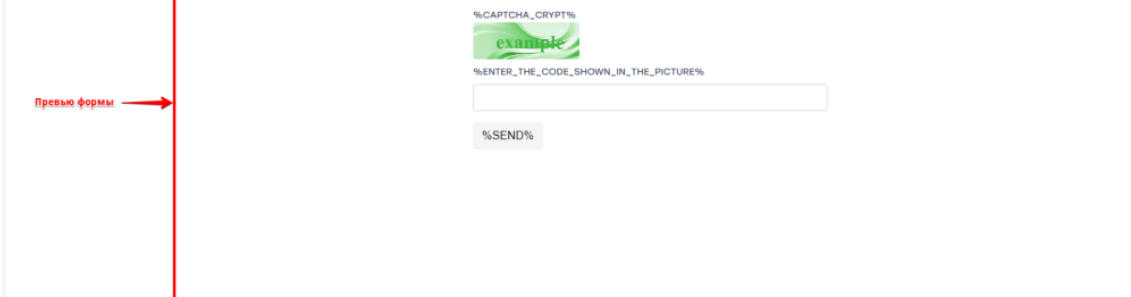 %CAPTCHA_CRYPT%
example
%ENTER_THE_CODE_SHOWN_IN_THE_PICTURE%
Превью формы
%SEND%